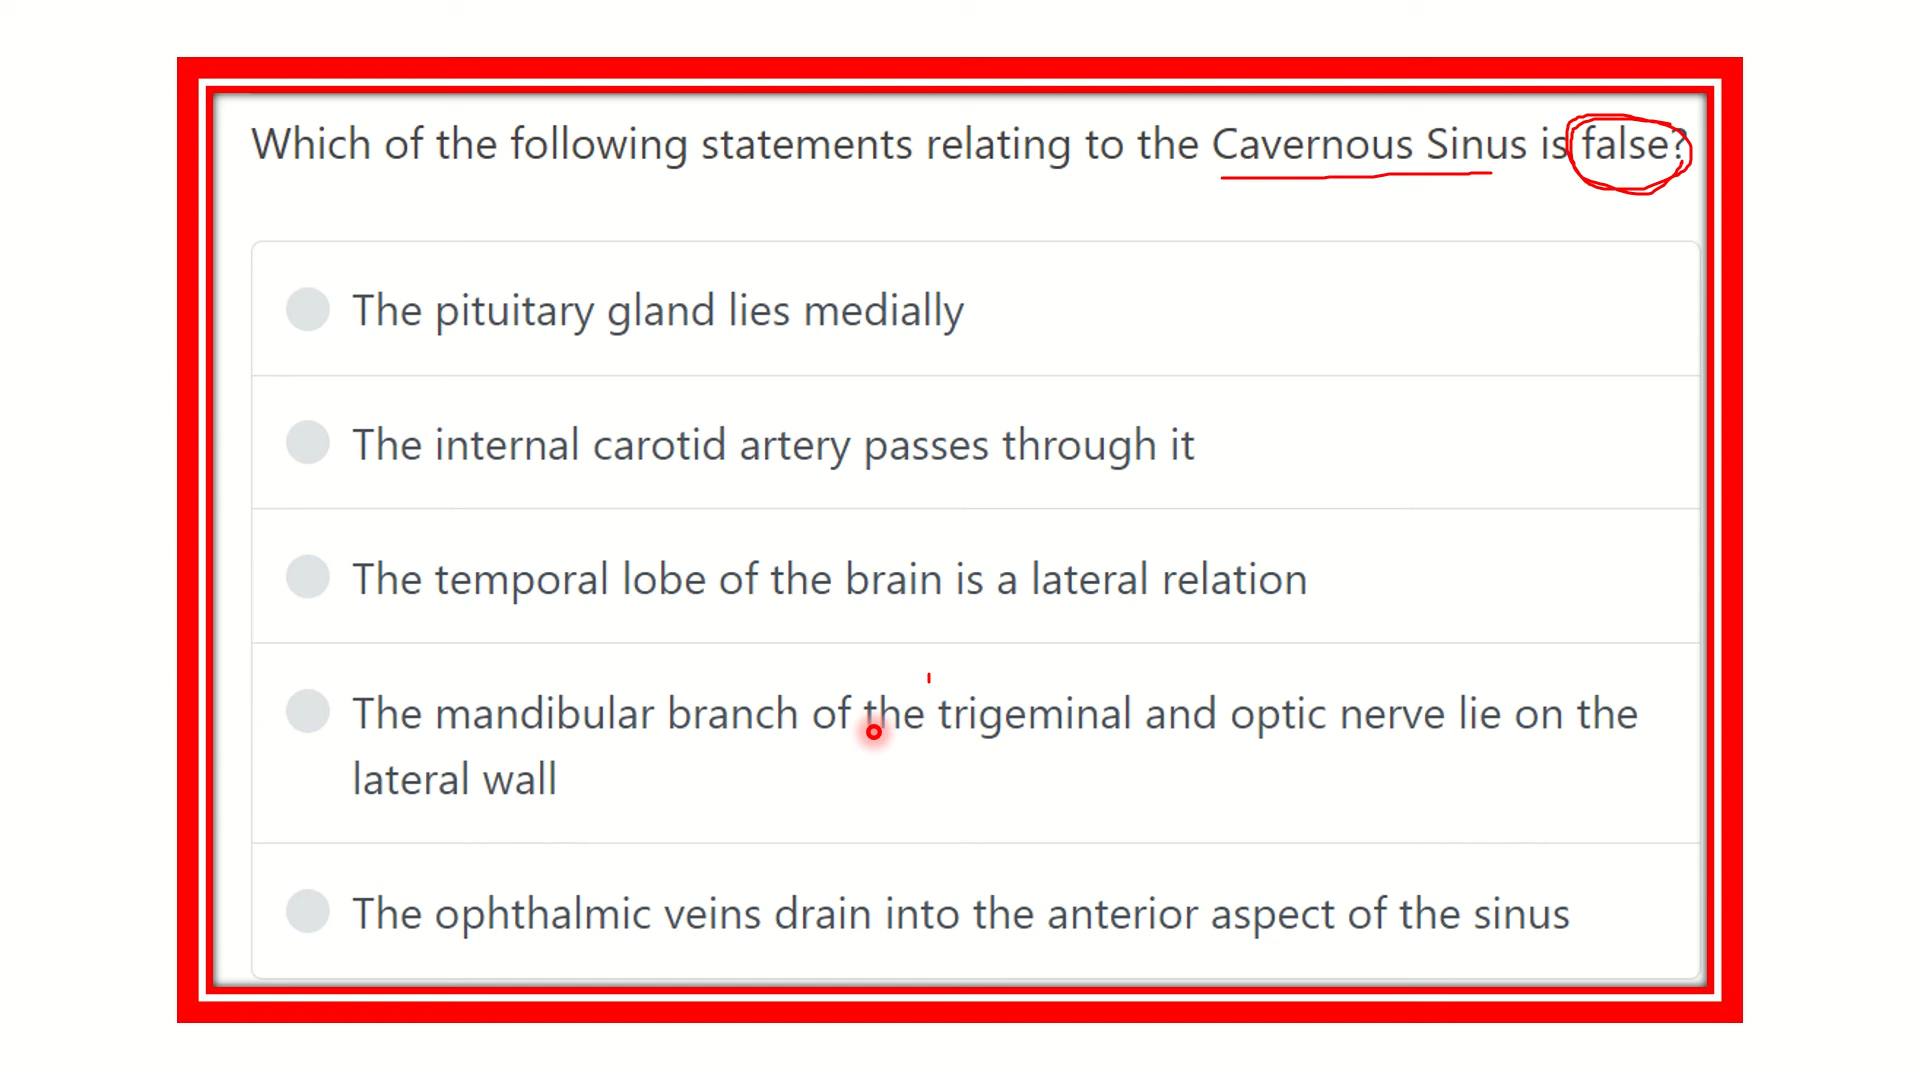 Which of the following statements relating to the Cavernous Sinus is false?
The pituitary gland lies medially
The internal carotid artery passes through it
The temporal lobe of the brain is a lateral relation
The mandibular branch of the trigeminal and optic nerve lie on the
lateral wall
The ophthalmic veins drain into the anterior aspect of the sinus